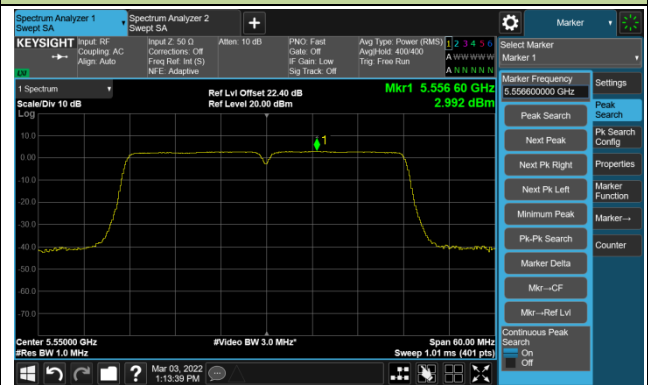 Spectrum Analyzer 1
Swept SA
Spectrum Analyzer 2
Swept SA
Marker
KEYSIGHT
Input: RF
Coupling: AC
Align: Auto
Input Z: 50 Ω
Corrections: Off
Freq Ref: Int (S)
NFE: Adaptive
Atten: 10 dB
PNO: Fast
Gate: Off
IF Gain: Low
Sig Track: Off
Avg Type: Power (RMS)
Avg|Hold: 400/400
Trig: Free Run
1 2 3 4 5 6
A W W W W W
A N N N N N
LXI
Select Marker
Marker 1
1 Spectrum
Scale/Div 10 dB
Log
Ref Lvl Offset 22.40 dB
Ref Level 20.00 dBm
Mkr1 5.556 60 GHz
2.992 dBm
1
10.0
0.00
-10.0
-20.0
-30.0
-40.0
-50.0
-60.0
-70.0
Center 5.55000 GHz
#Res BW 1.0 MHz
#Video BW 3.0 MHz*
Span 60.00 MHz
Sweep 1.01 ms (401 pts)
Marker Frequency
5.556600000 GHz
Peak Search
Next Peak
Next Pk Right
Next Pk Left
Minimum Peak
Pk-Pk Search
Marker Delta
Mkr→CF
Mkr→Ref Lvl
Continuous Peak
Search
On
Off
Settings
Peak
Search
Pk Search
Config
Properties
Marker
Function
Marker→
Counter
Mar 03, 2022
1:13:39 PM